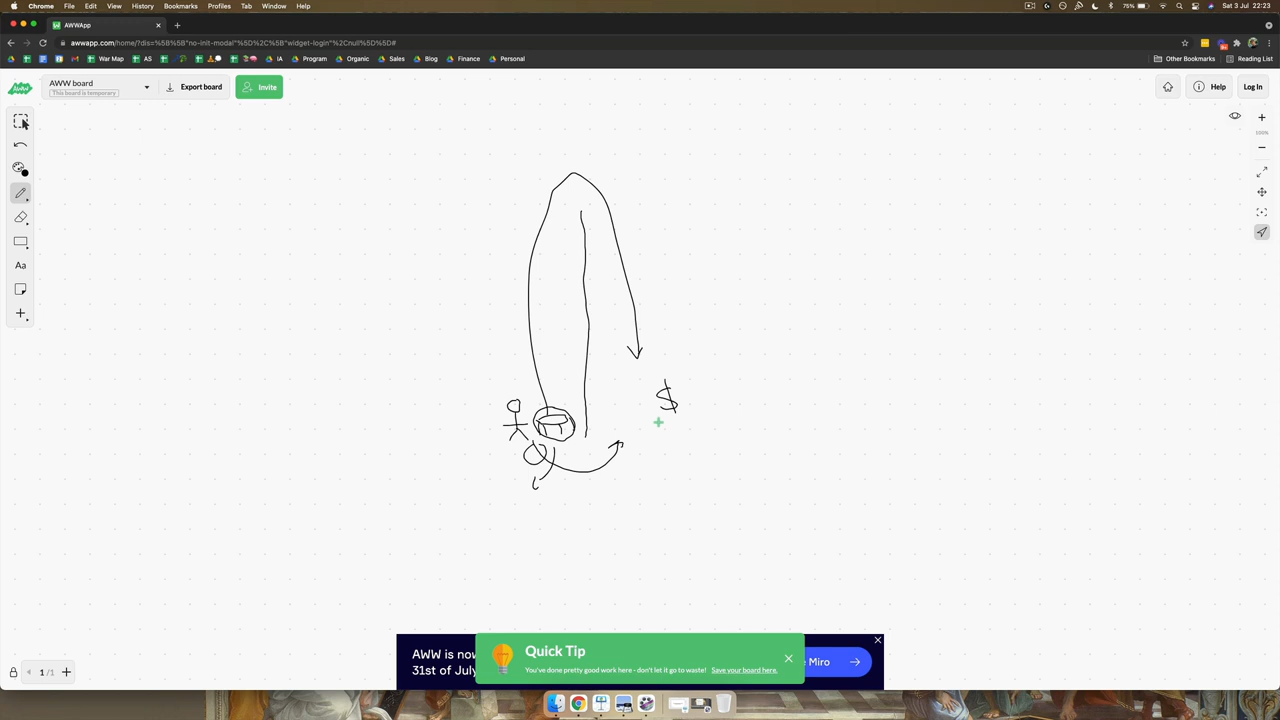 Chrome File Edit View History Bookmarks Profiles Tab Window Help
75% Sat 3 Jul 22:23
AWWApp
awwapp.com/home/?dis=%5B%5B"no-init-modal"%5D%2C%5B"widget-login"%2Cnull%5D%5D#
War Map AS IA Program Organic Sales Blog Finance Personal Other Bookmarks Reading List
AWW board
This board is temporary
Export board Invite Help Log In
100%
Aa
$
AWW is now
31st of July
Miro
Quick Tip
You've done pretty good work here - don't let it go to waste! Save your board here.
1 /1